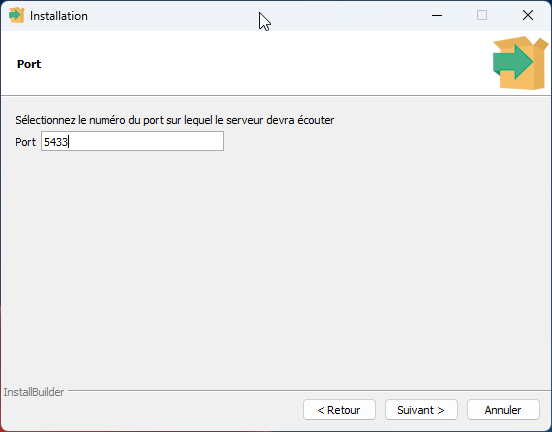 Installation
Port
Sélectionnez le numéro du port sur lequel le serveur devra écouter
Port 5433
InstallBuilder
< Retour Suivant > Annuler